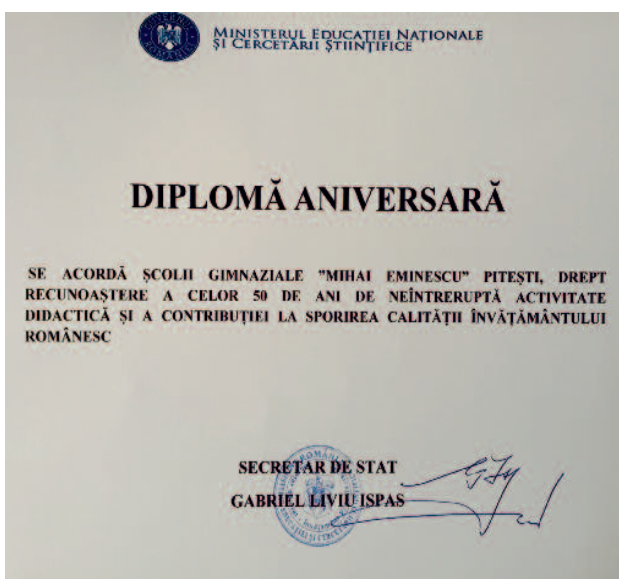 MINISTERUL EDUCAȚIEI NAȚIONALE
ȘI CERCETĂRII ȘTIINȚIFICE
DIPLOMĂ ANIVERSARĂ
SE ACORDĂ ȘCOLII GIMNAZIALE "MIHAI EMINESCU" PITEȘTI, DREPT
RECUNOAȘTERE A CELOR 50 DE ANI DE NEÎNTRERUPTĂ ACTIVITATE
DIDACTICĂ ȘI A CONTRIBUȚIEI LA SPORIREA CALITĂȚII ÎNVĂȚĂMÂNTULUI
ROMÂNESC
SECRETAR DE STAT
GABRIEL LIVIU ISPAS